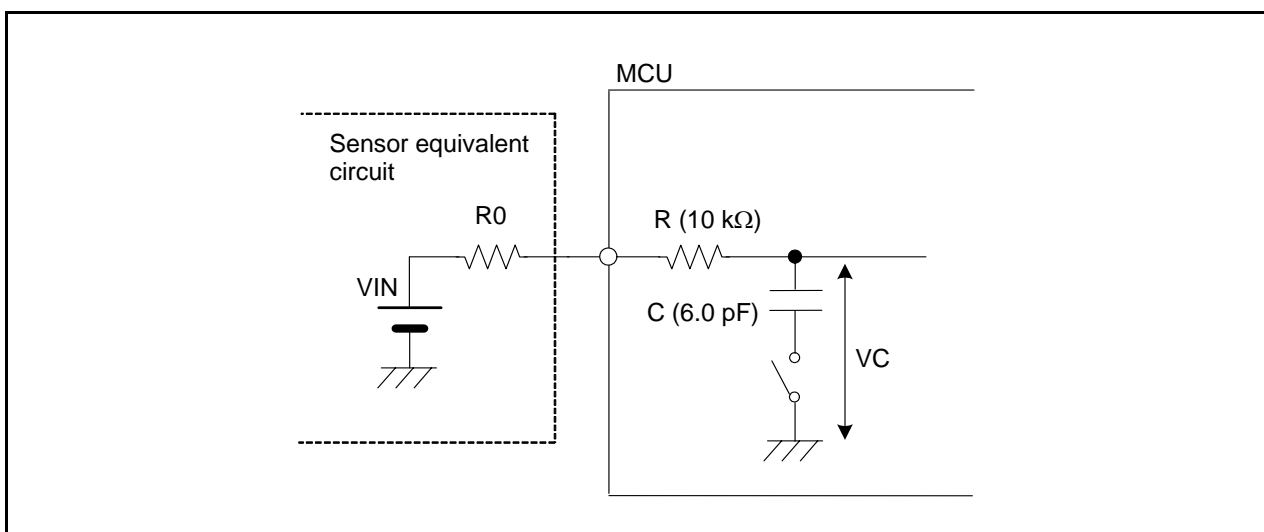 MCU
Sensor equivalent
circuit
R0
R (10 kΩ)
VIN
C (6.0 pF)
VC